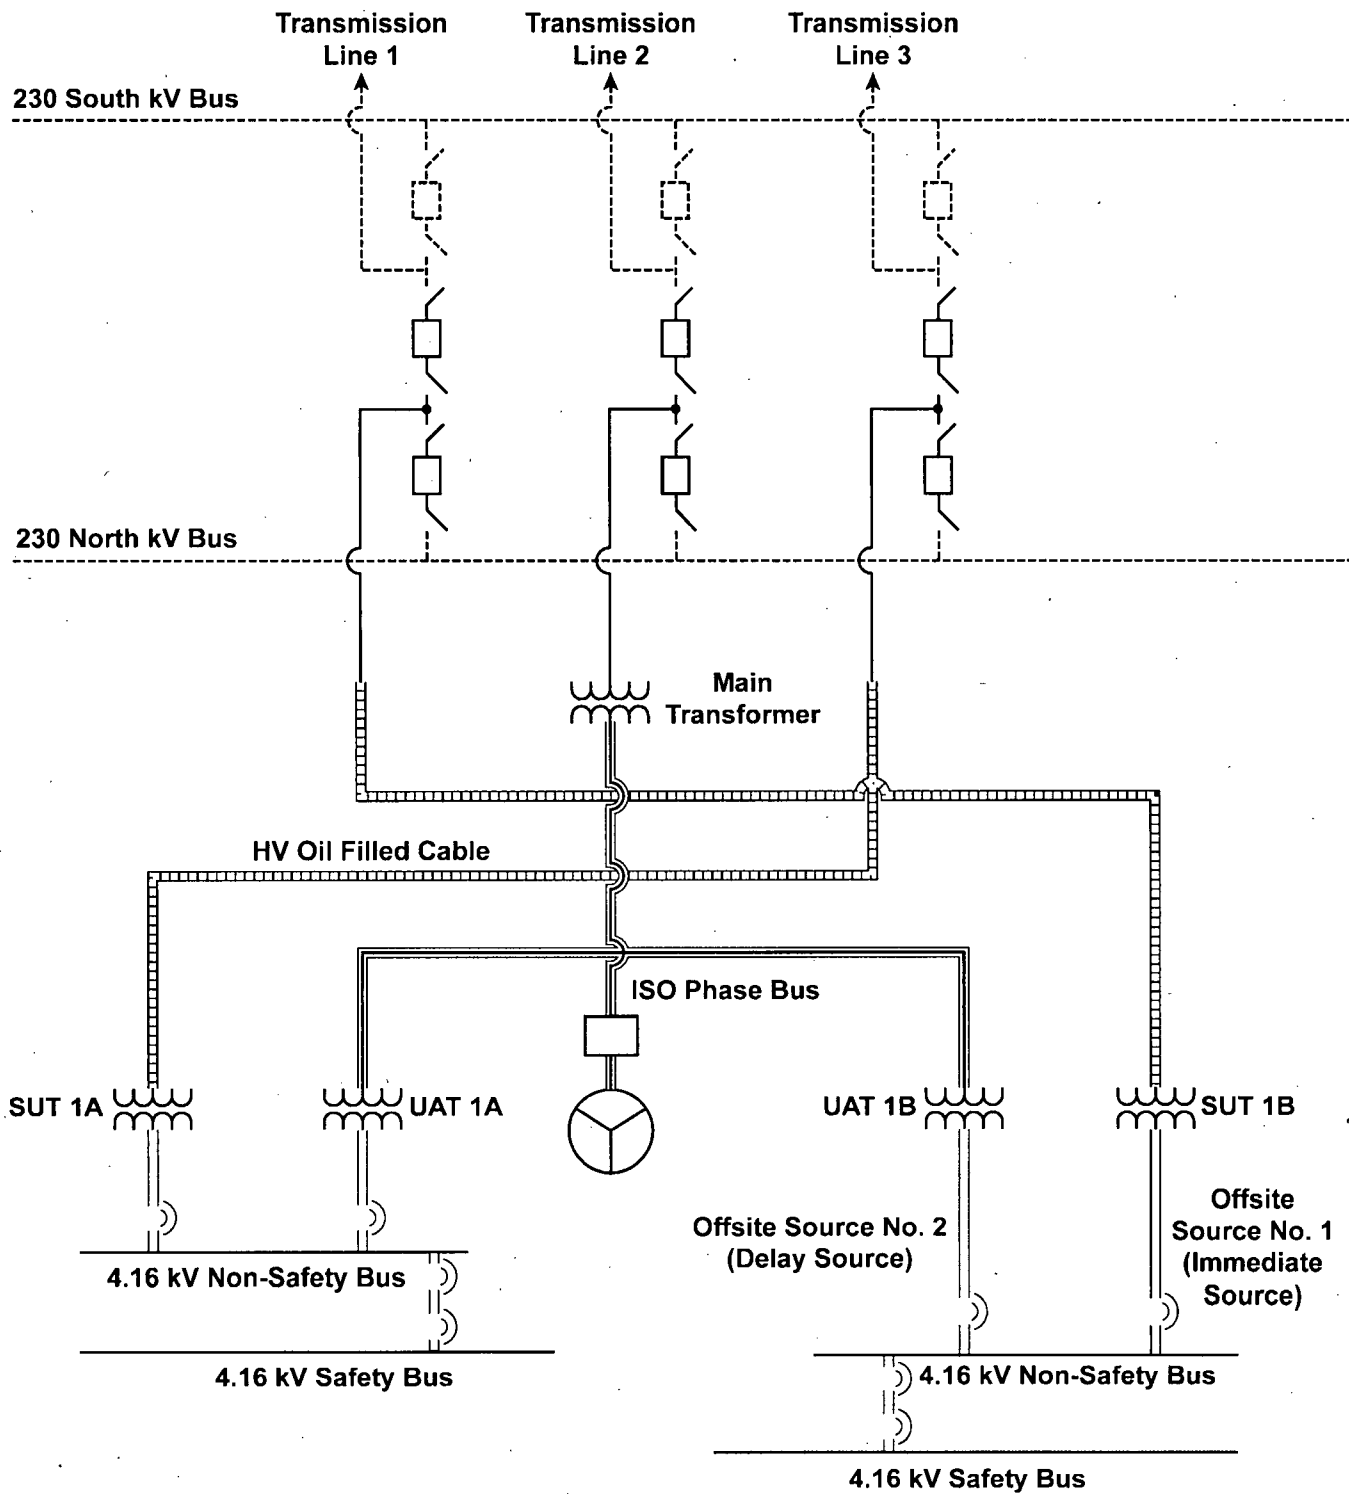 Transmission
Line 1
Transmission
Line 2
Transmission
Line 3
230 South kV Bus
230 North kV Bus
Main
Transformer
HV Oil Filled Cable
ISO Phase Bus
SUT 1A
UAT 1A
UAT 1B
SUT 1B
Offsite Source No. 2
(Delay Source)
Offsite
Source No. 1
(Immediate
Source)
4.16 kV Non-Safety Bus
4.16 kV Safety Bus
4.16 kV Non-Safety Bus
4.16 kV Safety Bus